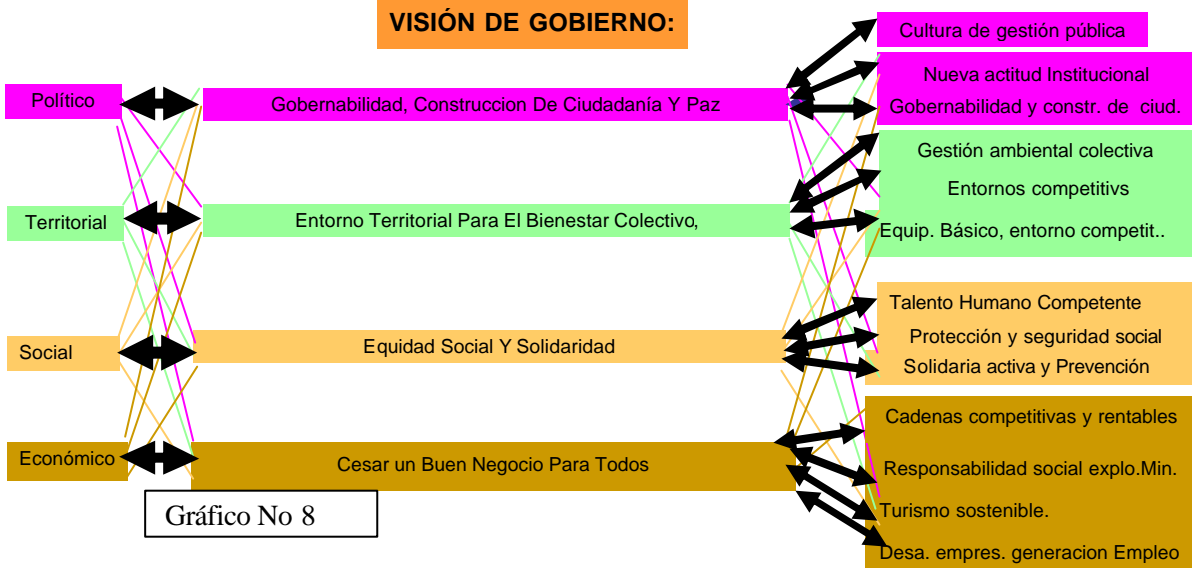 VISIÓN DE GOBIERNO:
Político
Gobernabilidad, Construccion De Ciudadanía Y Paz
Cultura de gestión pública
Nueva actitud Institucional
Gobernabilidad y constr. de ciud.
Territorial
Entorno Territorial Para El Bienestar Colectivo,
Gestión ambiental colectiva
Entornos competitivs
Equip. Básico, entorno competit..
Social
Equidad Social Y Solidaridad
Talento Humano Competente
Protección y seguridad social
Solidaria activa y Prevención
Económico
Cesar un Buen Negocio Para Todos
Cadenas competitivas y rentables
Responsabilidad social explo.Min.
Turismo sostenible.
Desa. empres. generacion Empleo
Gráfico No 8